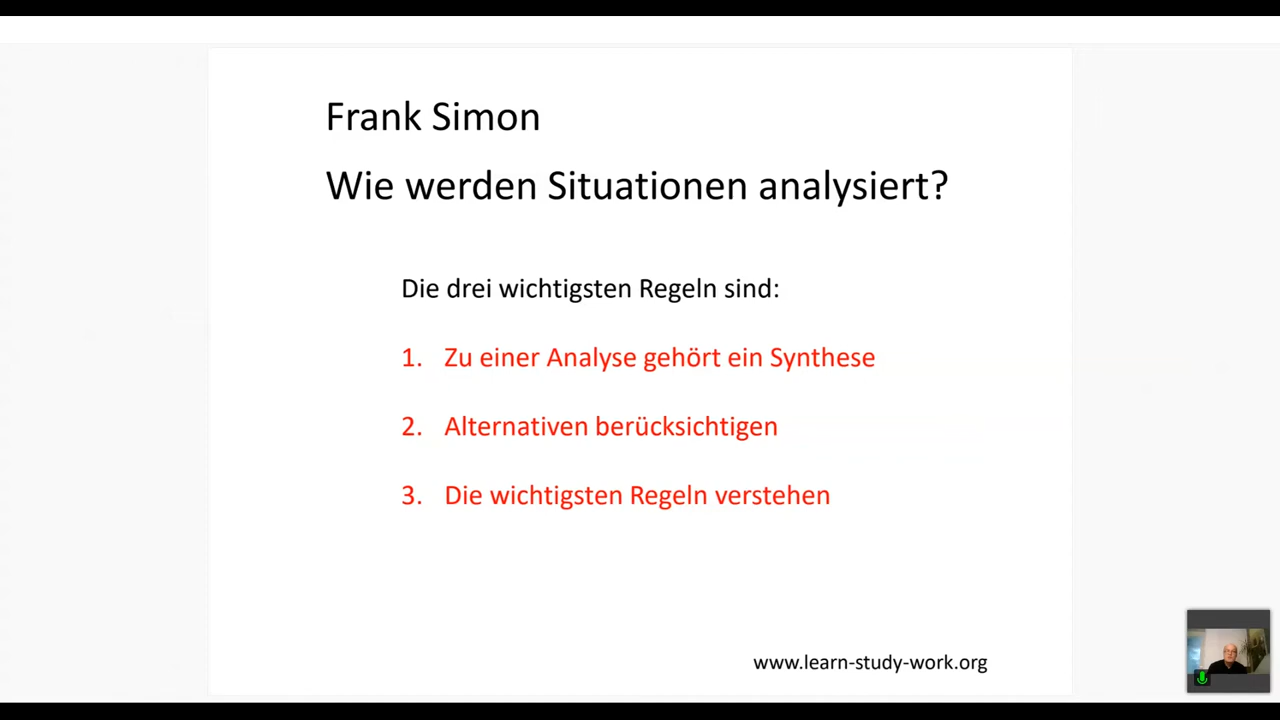 Frank Simon
Wie werden Situationen analysiert?
Die drei wichtigsten Regeln sind:
1. Zu einer Analyse gehört ein Synthese
2. Alternativen berücksichtigen
3. Die wichtigsten Regeln verstehen
www.learn-study-work.org